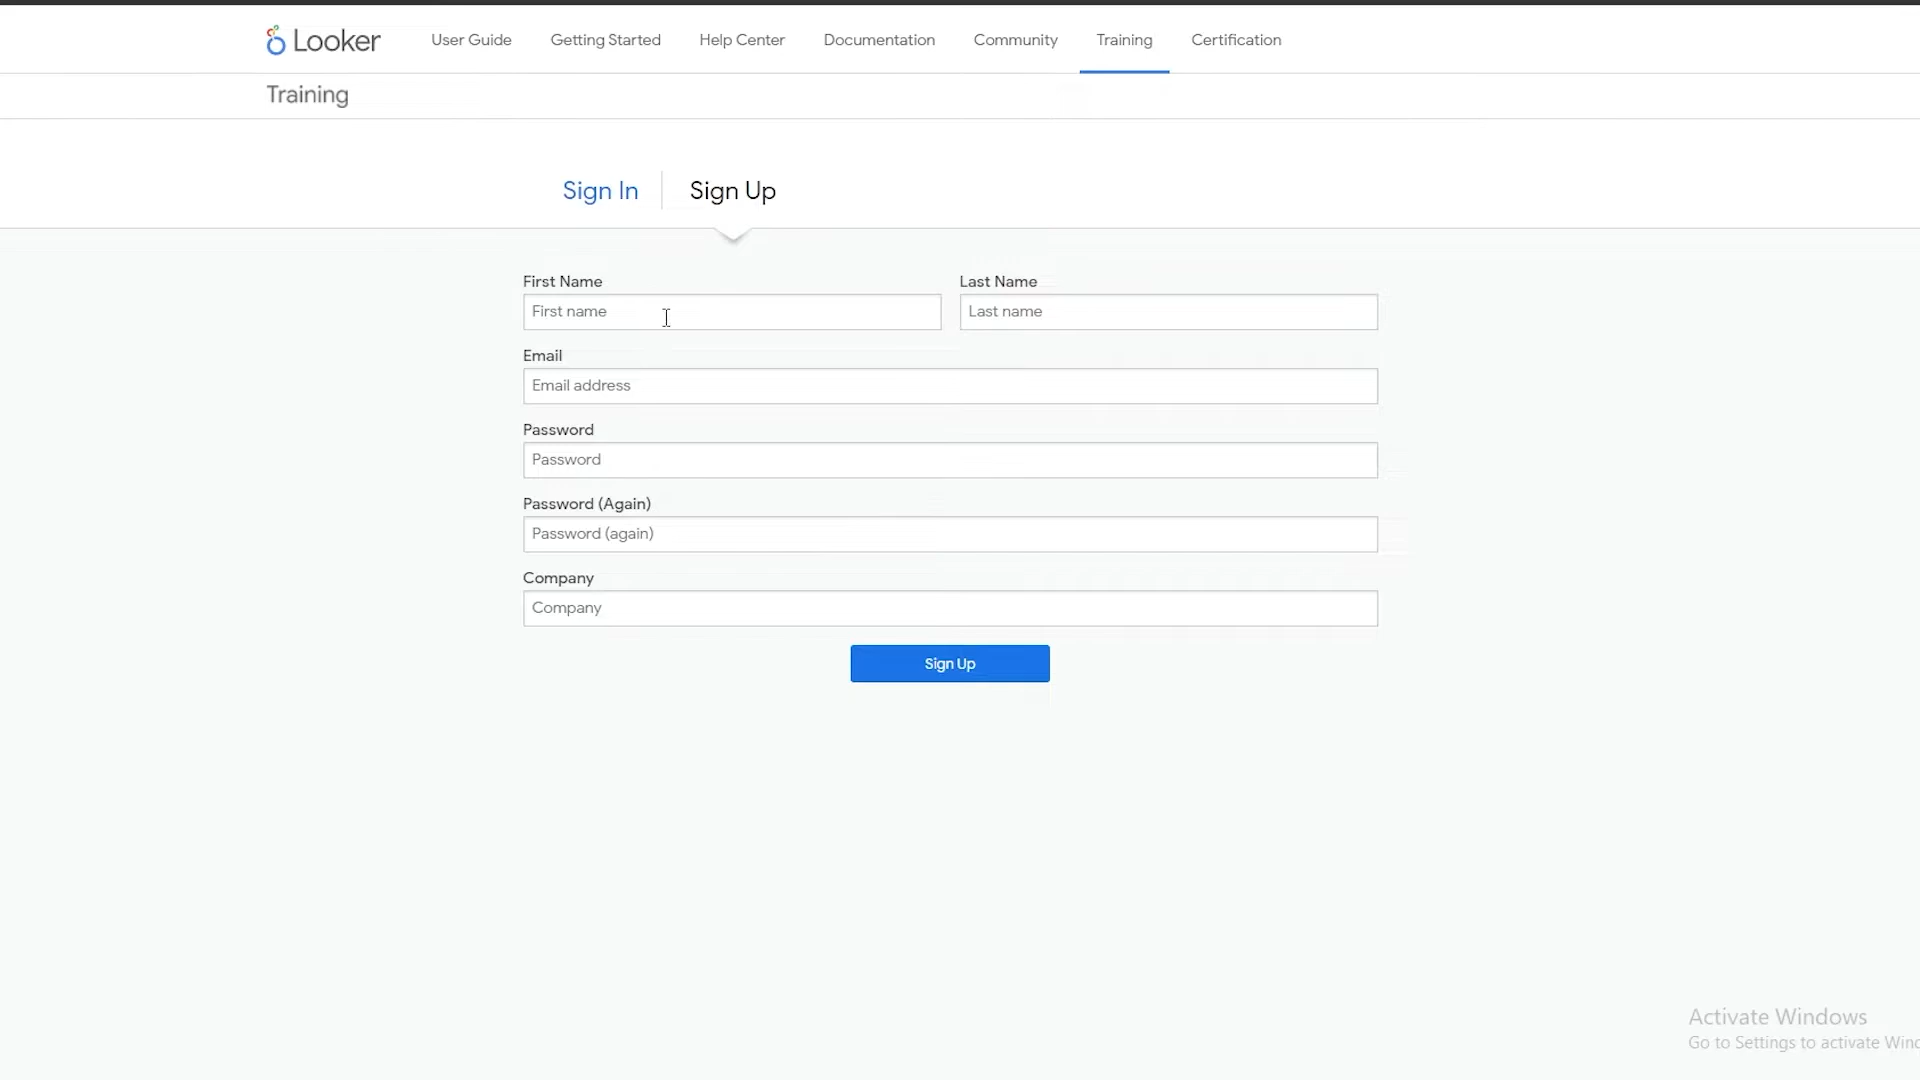 Looker User Guide Getting Started Help Center Documentation Community Training Certification
Training
Sign In Sign Up
First Name Last Name
First name Last name
Email
Email address
Password
Password
Password (Again)
Password (again)
Company
Company
Sign Up
Activate Windows
Go to Settings to activate